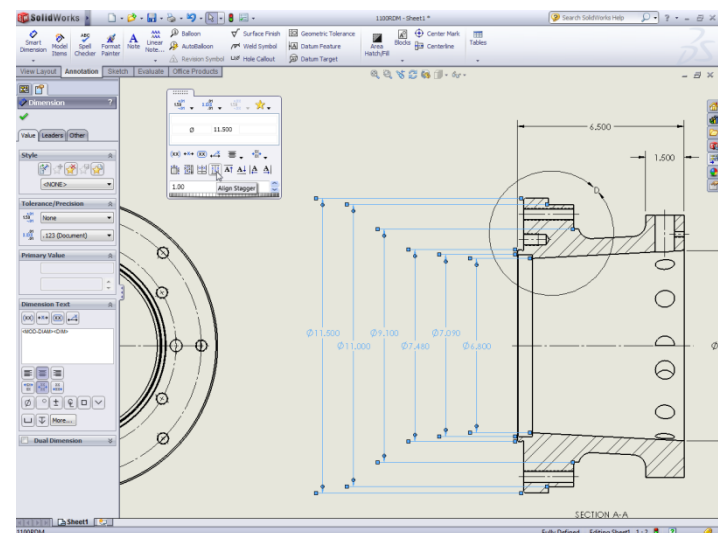 SolidWorks
1100RDM - Sheet1 *
Search SolidWorks Help
Smart Dimension
Model Items
Spell Checker
Format Painter
Note
Linear Note...
Balloon
AutoBalloon
Revision Symbol
Surface Finish
Weld Symbol
Hole Callout
Geometric Tolerance
Datum Feature
Datum Target
Area Hatch/Fill
Blocks
Center Mark
Centerline
Tables
View Layout Annotation Sketch Evaluate Office Products
Dimension ?
Value Leaders Other
Style
<NONE>
Tolerance/Precision
None
.123 (Document)
Primary Value
Dimension Text
<MOD-DIAM><DIM>
More...
Dual Dimension
Ø 11.500
1.00
Align Stagger
6.500
1.500
D
Ø11.500 Ø9.100 Ø7.090
Ø11.000 Ø7.480 Ø6.800
Ø
SECTION A-A
Sheet1
1100RDM
Fully Defined Editing Sheet1 1 : 2